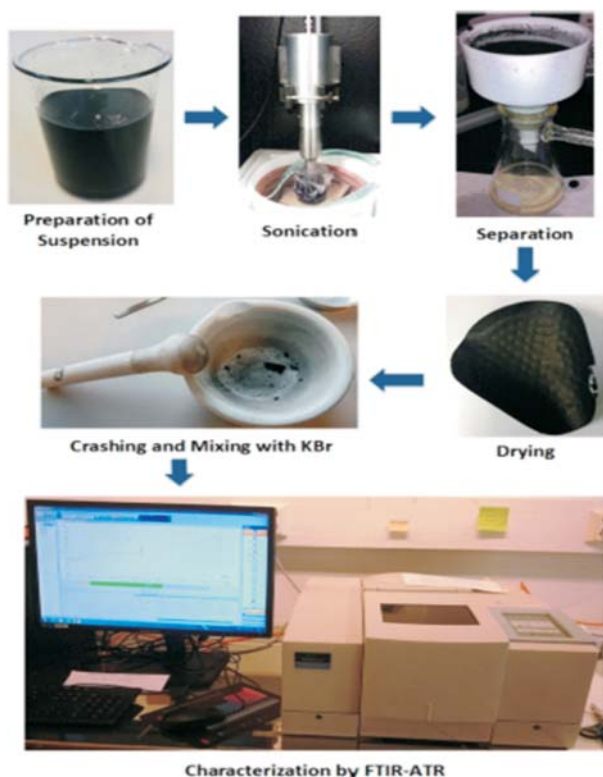 Preparation of
Suspension
Sonication
Separation
Crashing and Mixing with KBr
Drying
Characterization by FTIR-ATR